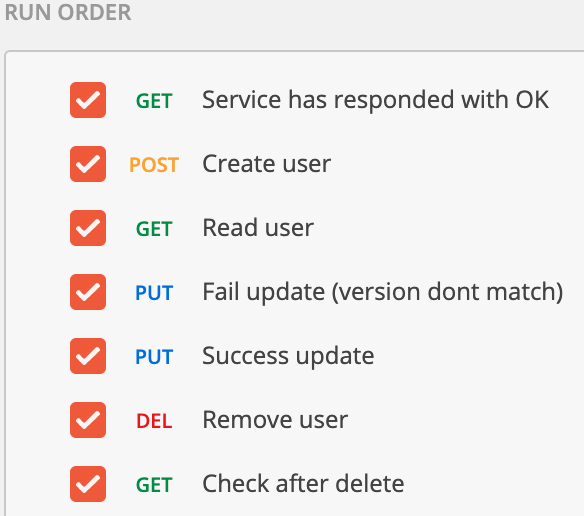 RUN ORDER
GET Service has responded with OK
POST Create user
GET Read user
PUT Fail update (version dont match)
PUT Success update
DEL Remove user
GET Check after delete